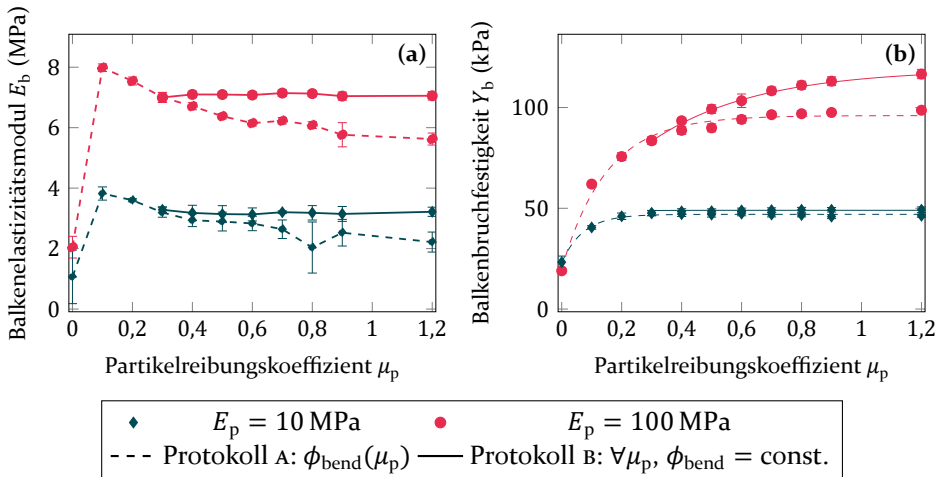 Balkenelastizitätsmodul E_b (MPa)
(a)
8
6
4
2
0
0 0,2 0,4 0,6 0,8 1 1,2
Partikelreibungskoeffizient μ_p
Balkenbruchfestigkeit Y_b (kPa)
(b)
100
50
0
0 0,2 0,4 0,6 0,8 1 1,2
Partikelreibungskoeffizient μ_p
E_p = 10 MPa E_p = 100 MPa
Protokoll A: ϕ_bend(μ_p) Protokoll B: ∀μ_p, ϕ_bend = const.